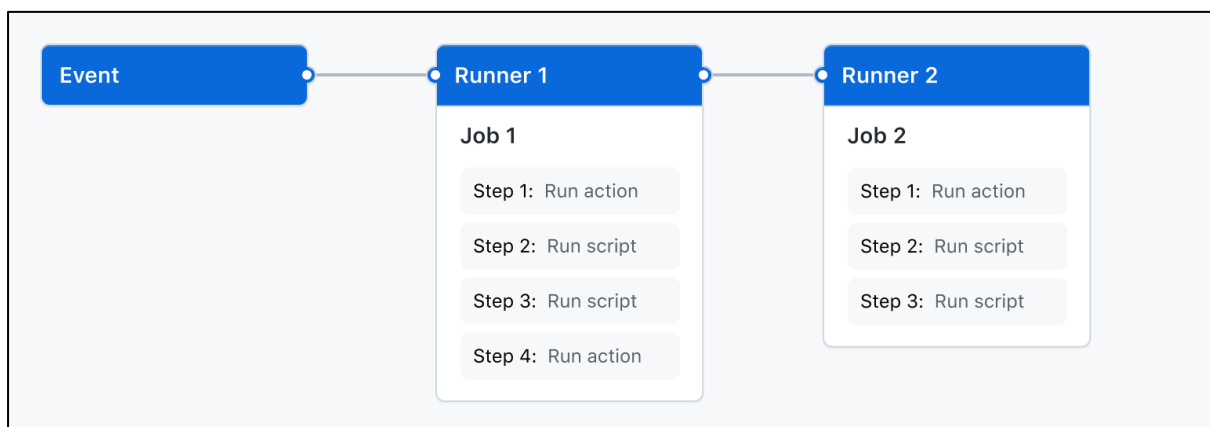 Event
Runner 1
Job 1
Step 1: Run action
Step 2: Run script
Step 3: Run script
Step 4: Run action
Runner 2
Job 2
Step 1: Run action
Step 2: Run script
Step 3: Run script